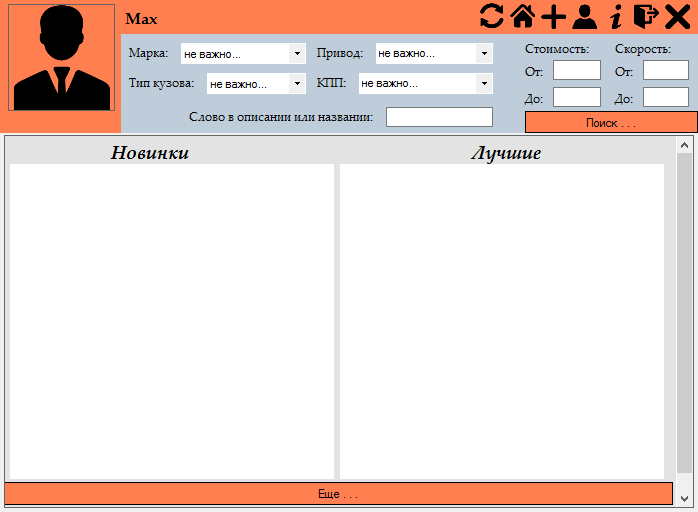 Max
Марка: не важно... Привод: не важно... Стоимость: Скорость:
От: От:
Тип кузова: не важно... КПП: не важно...
До: До:
Слово в описании или названии:
Поиск . . .
Новинки Лучшие
Еще . . .